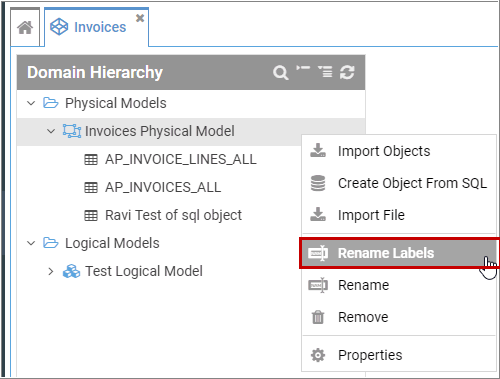 Invoices
Domain Hierarchy
Physical Models
Invoices Physical Model
AP_INVOICE_LINES_ALL
AP_INVOICES_ALL
Ravi Test of sql object
Logical Models
Test Logical Model
Import Objects
Create Object From SQL
Import File
Rename Labels
Rename
Remove
Properties